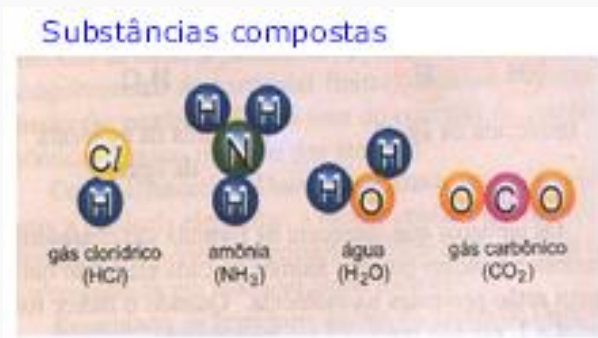 Substâncias compostas
Cl
H
H H
N
H
H
H O
O C O
gás clorídrico
(HCl)
amônia
(NH₃)
água
(H₂O)
gás carbônico
(CO₂)